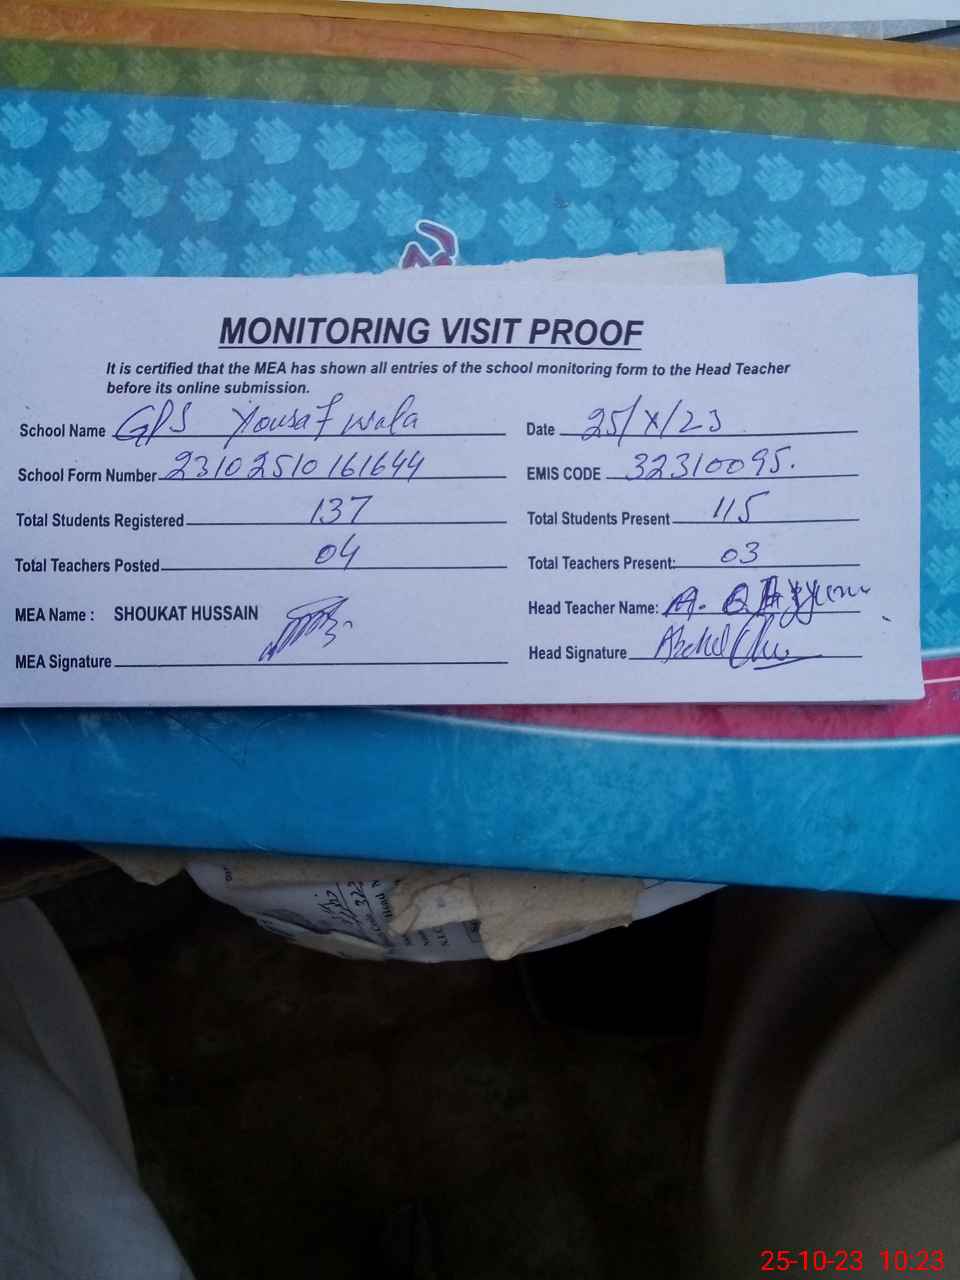 MONITORING VISIT PROOF
It is certified that the MEA has shown all entries of the school monitoring form to the Head Teacher
before its online submission.
School Name GPS Yousaf wala Date 25/X/23
School Form Number 2310251016 1644 EMIS CODE 32310095.
Total Students Registered 137 Total Students Present 115
Total Teachers Posted 04 Total Teachers Present: 03
MEA Name : SHOUKAT HUSSAIN Head Teacher Name: A.
MEA Signature Head Signature Abdul
25-10-23 10:23